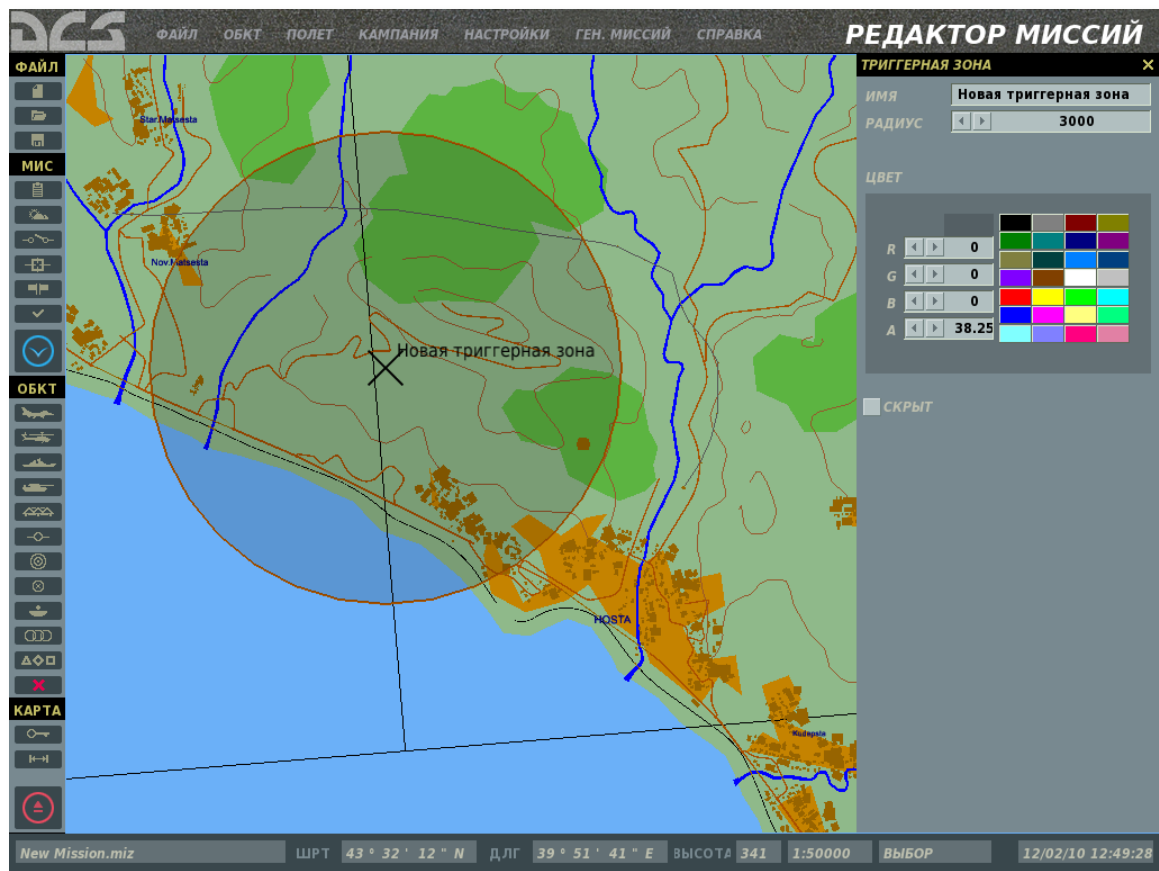 DCS ФАЙЛ ОБКТ ПОЛЕТ КАМПАНИЯ НАСТРОЙКИ ГЕН. МИССИЙ СПРАВКА РЕДАКТОР МИССИЙ
ФАЙЛ
МИС
ОБКТ
КАРТА
Star.Matsesta
Nov.Matsesta
Новая триггерная зона
HOSTA
Kudepsta
ТРИГГЕРНАЯ ЗОНА
ИМЯ Новая триггерная зона
РАДИУС 3000
ЦВЕТ
R 0
G 0
B 0
A 38.25
СКРЫТ
New Mission.miz ШРТ 43 ° 32 ' 12 " N ДЛГ 39 ° 51 ' 41 " E ВЫСОТА 341 1:50000 ВЫБОР 12/02/10 12:49:28